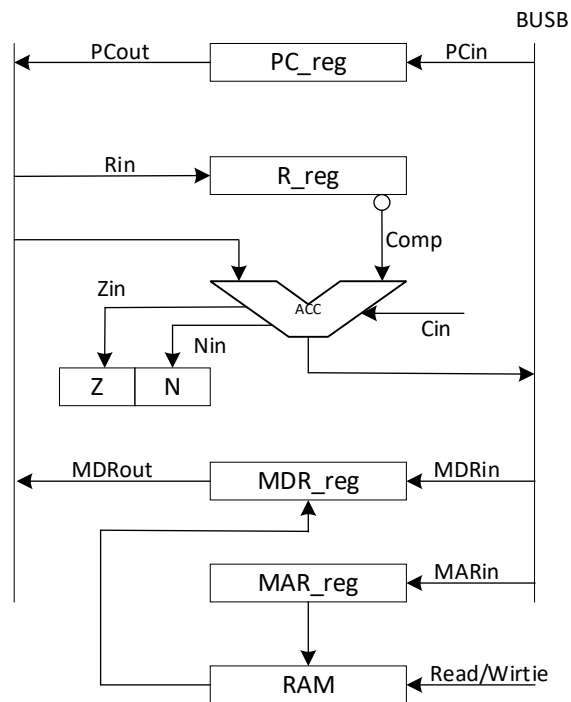 BUSB
PCout
PC_reg
PCin
Rin
R_reg
Comp
Zin
ACC
Cin
Nin
Z
N
MDRout
MDR_reg
MDRin
MAR_reg
MARin
RAM
Read/Wirtie